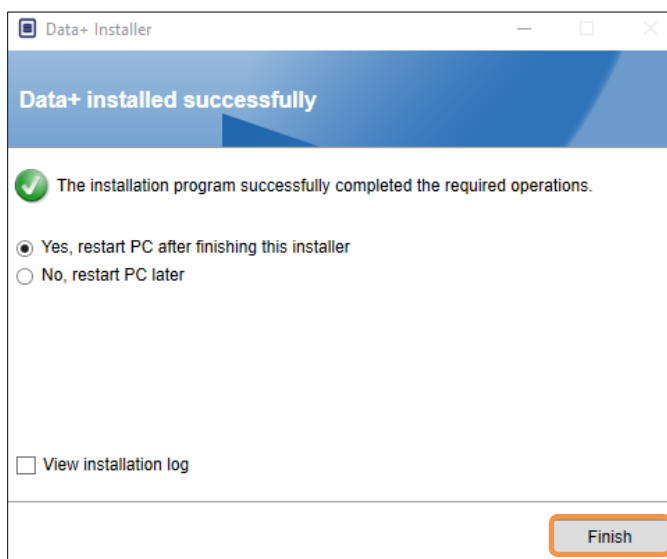 Data+ Installer
Data+ installed successfully
The installation program successfully completed the required operations.
Yes, restart PC after finishing this installer
No, restart PC later
View installation log
Finish